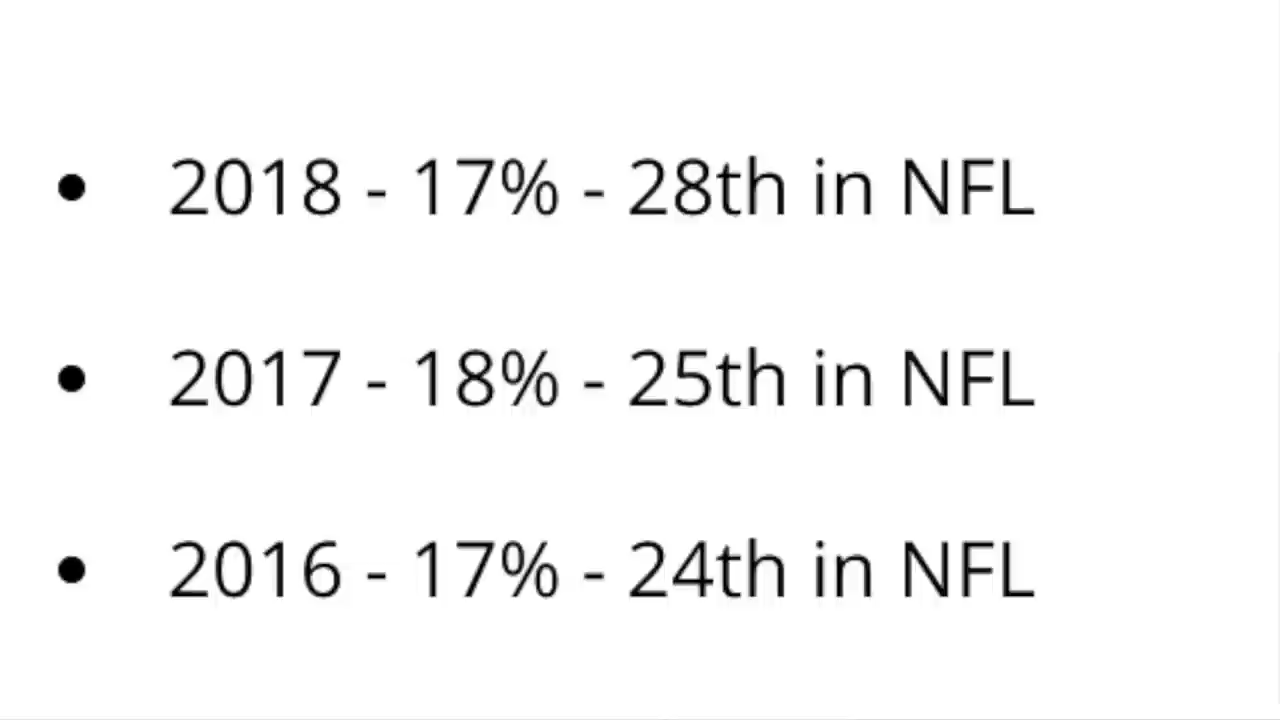 • 2018 - 17% - 28th in NFL
• 2017 - 18% - 25th in NFL
• 2016 - 17% - 24th in NFL